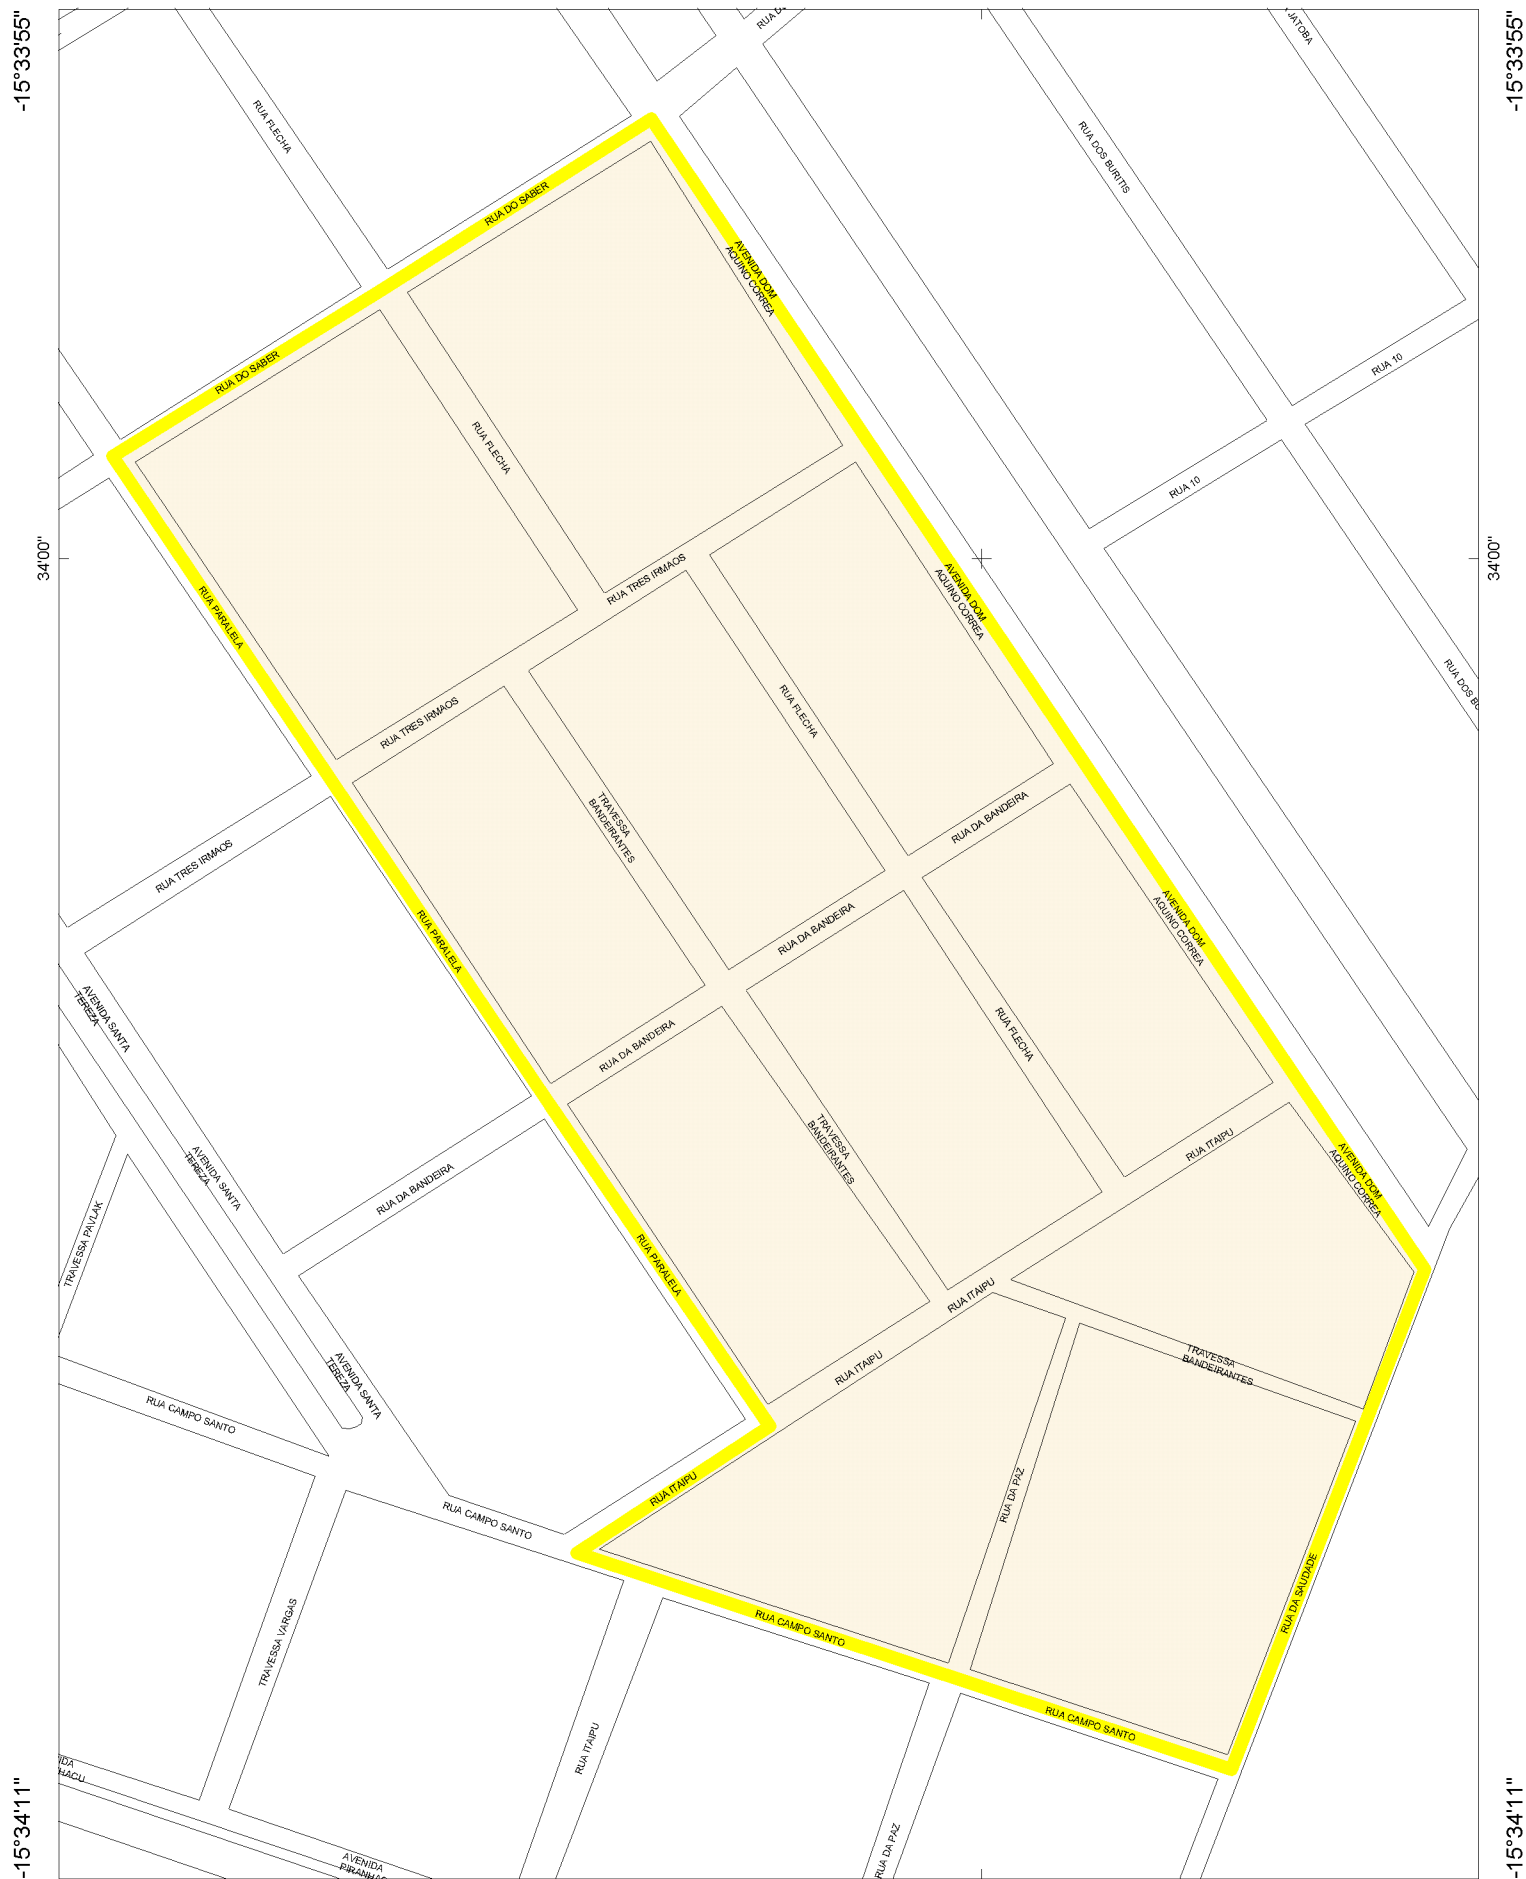 -15°33'55"
-15°33'55"
JATOBA
RUA FLECHA
RUA DOS BURITIS
RUA DO SABER
AVENIDA DOM
AQUINO CORREA
RUA DO SABER
RUA 10
RUA FLECHA
RUA 10
34'00"
34'00"
RUA TRES IRMAOS
AVENIDA DOM
AQUINO CORREA
RUA PARALELA
RUA FLECHA
RUA TRES IRMAOS
TRAVESSA
BANDEIRANTES
RUA DA BANDEIRA
RUA TRES IRMAOS
RUA DA BANDEIRA
AVENIDA DOM
AQUINO CORREA
RUA PARALELA
AVENIDA SANTA
TEREZA
RUA DA BANDEIRA
RUA FLECHA
TRAVESSA
BANDEIRANTES
RUA ITAIPU
AVENIDA SANTA
TEREZA
RUA DA BANDEIRA
AVENIDA DOM
AQUINO CORREA
TRAVESSA PAVLAK
RUA PARALELA
RUA ITAIPU
TRAVESSA
BANDEIRANTES
RUA ITAIPU
AVENIDA SANTA
TEREZA
RUA CAMPO SANTO
RUA ITAIPU
RUA DA PAZ
RUA CAMPO SANTO
RUA DA SAUDADE
RUA CAMPO SANTO
TRAVESSA VARGAS
RUA CAMPO SANTO
RUA ITAIPU
RUA DA PAZ
AVENIDA
-15°34'11"
-15°34'11"